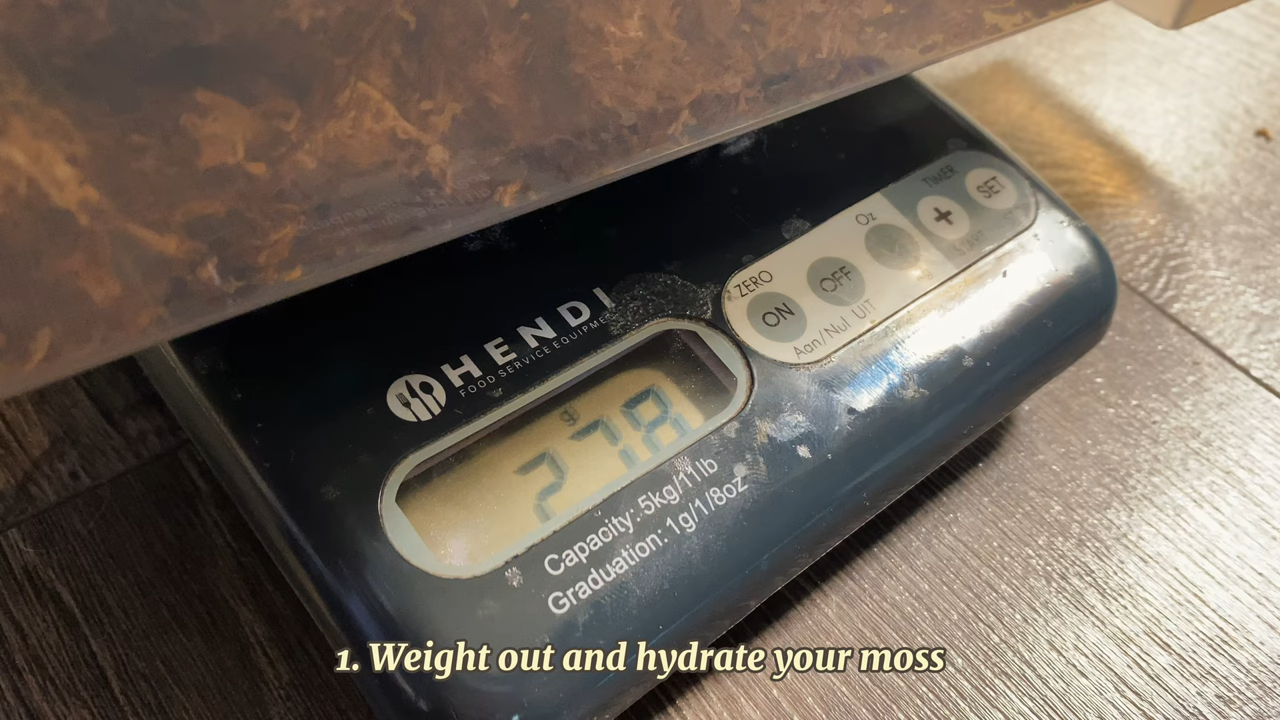 HENDI
FOOD SERVICE EQUIPME
g
278
Capacity: 5kg/11lb
Graduation: 1g/1/8oz
ZERO
ON
OFF
Aan/Nul UIT
Oz
TIMER
+
SET
START
1. Weight out and hydrate your moss